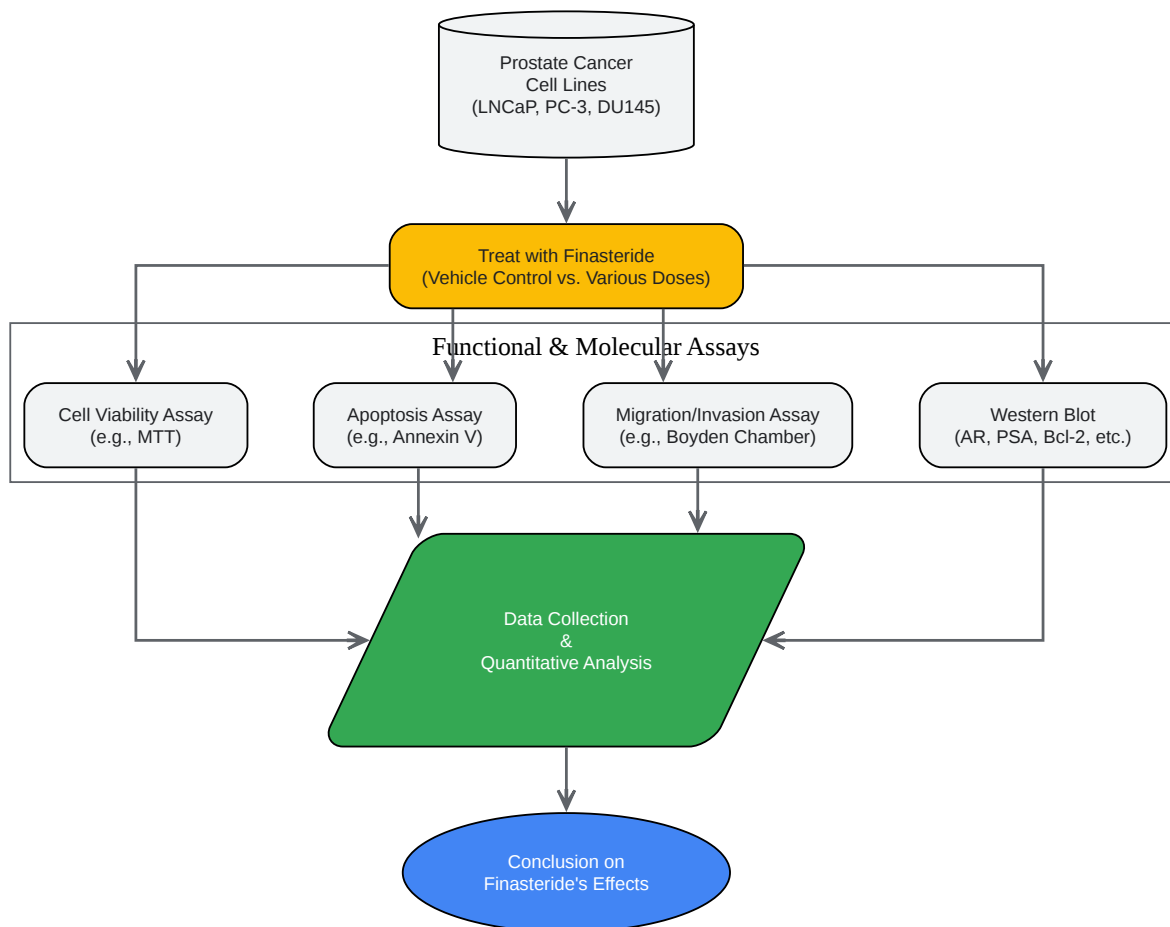 Prostate Cancer
Cell Lines
(LNCaP, PC-3, DU145)
Treat with Finasteride
(Vehicle Control vs. Various Doses)
Functional & Molecular Assays
Cell Viability Assay
(e.g., MTT)
Apoptosis Assay
(e.g., Annexin V)
Migration/Invasion Assay
(e.g., Boyden Chamber)
Western Blot
(AR, PSA, Bcl-2, etc.)
Data Collection
&
Quantitative Analysis
Conclusion on
Finasteride's Effects